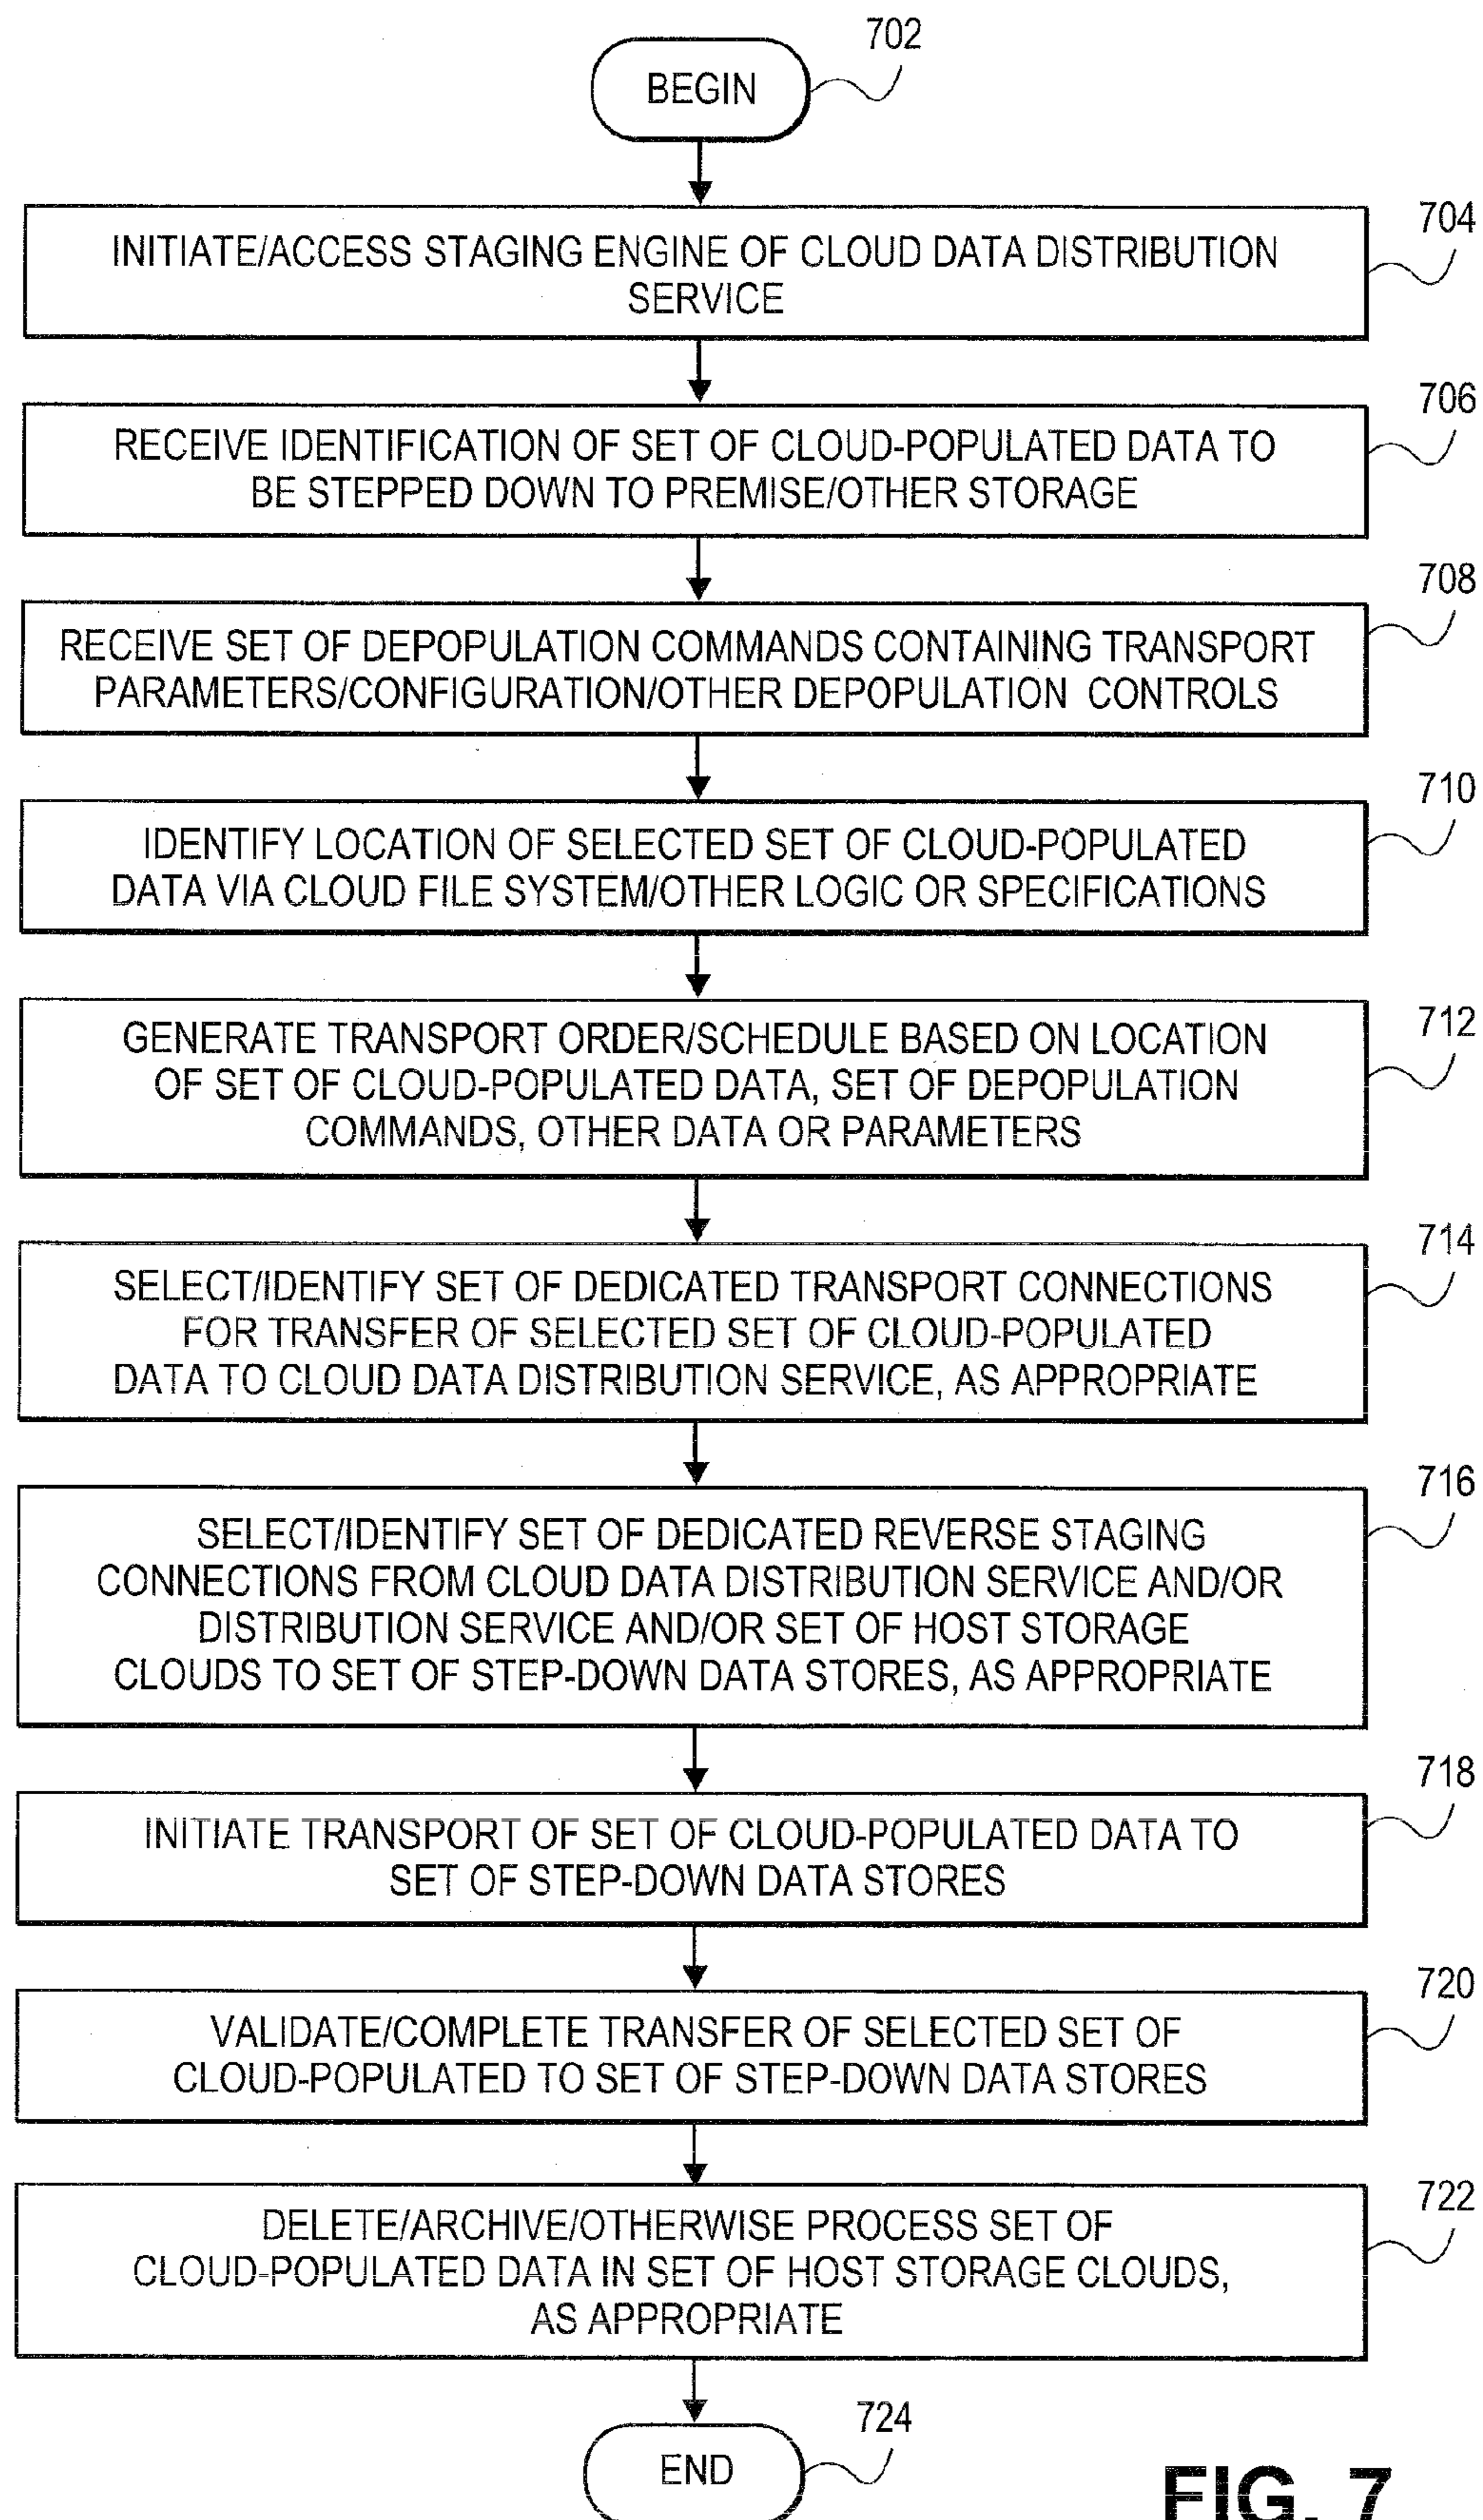 702
BEGIN
704
INITIATE/ACCESS STAGING ENGINE OF CLOUD DATA DISTRIBUTION
SERVICE
706
RECEIVE IDENTIFICATION OF SET OF CLOUD-POPULATED DATA TO
BE STEPPED DOWN TO PREMISE/OTHER STORAGE
708
RECEIVE SET OF DEPOPULATION COMMANDS CONTAINING TRANSPORT
PARAMETERS/CONFIGURATION/OTHER DEPOPULATION CONTROLS
710
IDENTIFY LOCATION OF SELECTED SET OF CLOUD-POPULATED
DATA VIA CLOUD FILE SYSTEM/OTHER LOGIC OR SPECIFICATIONS
712
GENERATE TRANSPORT ORDER/SCHEDULE BASED ON LOCATION
OF SET OF CLOUD-POPULATED DATA, SET OF DEPOPULATION
COMMANDS, OTHER DATA OR PARAMETERS
714
SELECT/IDENTIFY SET OF DEDICATED TRANSPORT CONNECTIONS
FOR TRANSFER OF SELECTED SET OF CLOUD-POPULATED
DATA TO CLOUD DATA DISTRIBUTION SERVICE, AS APPROPRIATE
716
SELECT/IDENTIFY SET OF DEDICATED REVERSE STAGING
CONNECTIONS FROM CLOUD DATA DISTRIBUTION SERVICE AND/OR
DISTRIBUTION SERVICE AND/OR SET OF HOST STORAGE
CLOUDS TO SET OF STEP-DOWN DATA STORES, AS APPROPRIATE
718
INITIATE TRANSPORT OF SET OF CLOUD-POPULATED DATA TO
SET OF STEP-DOWN DATA STORES
720
VALIDATE/COMPLETE TRANSFER OF SELECTED SET OF
CLOUD-POPULATED TO SET OF STEP-DOWN DATA STORES
722
DELETE/ARCHIVE/OTHERWISE PROCESS SET OF
CLOUD-POPULATED DATA IN SET OF HOST STORAGE CLOUDS,
AS APPROPRIATE
724
END
FIG. 7